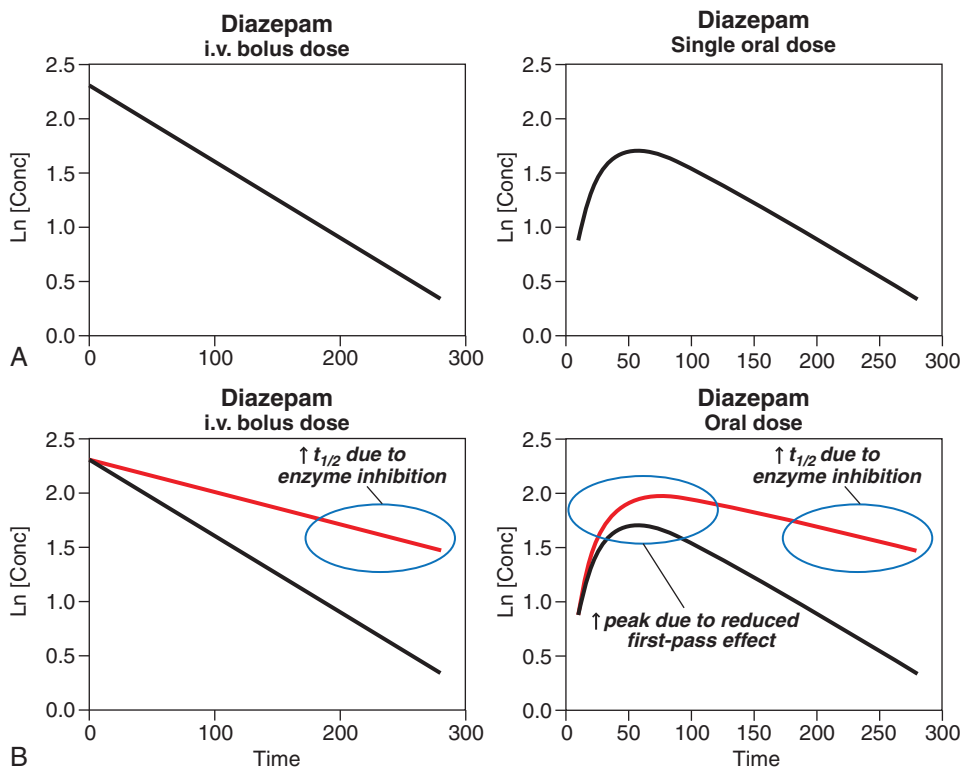 Diazepam
i.v. bolus dose
Ln [Conc]
2.5
2.0
1.5
1.0
0.5
0.0
0
100
200
300
Diazepam
Single oral dose
Ln [Conc]
2.5
2.0
1.5
1.0
0.5
0.0
0
50
100
150
200
250
300
A
Diazepam
i.v. bolus dose
Ln [Conc]
2.5
2.0
1.5
1.0
0.5
0.0
↑ t1/2 due to
enzyme inhibition
0
100
200
300
Time
Diazepam
Oral dose
Ln [Conc]
2.5
2.0
1.5
1.0
0.5
0.0
↑ t1/2 due to
enzyme inhibition
↑ peak due to reduced
first-pass effect
0
50
100
150
200
250
300
Time
B